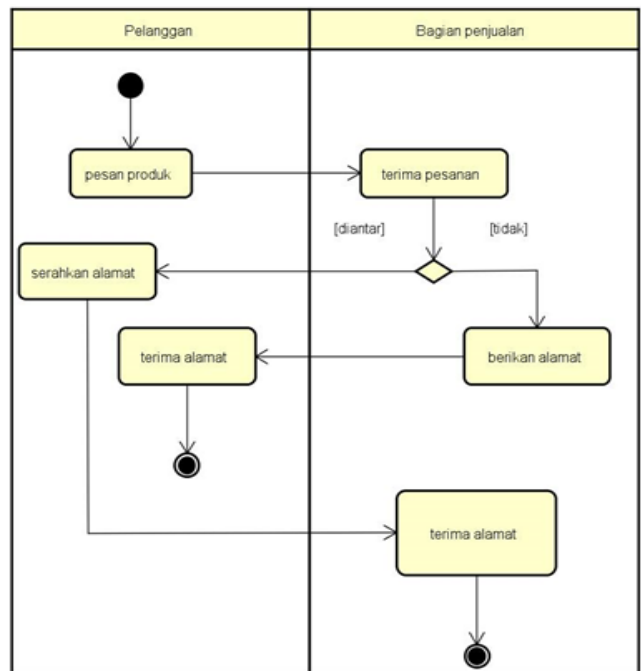 Pelanggan
Bagian penjualan
pesan produk
terima pesanan
[diantar]
[tidak]
serahkan alamat
terima alamat
berikan alamat
terima alamat